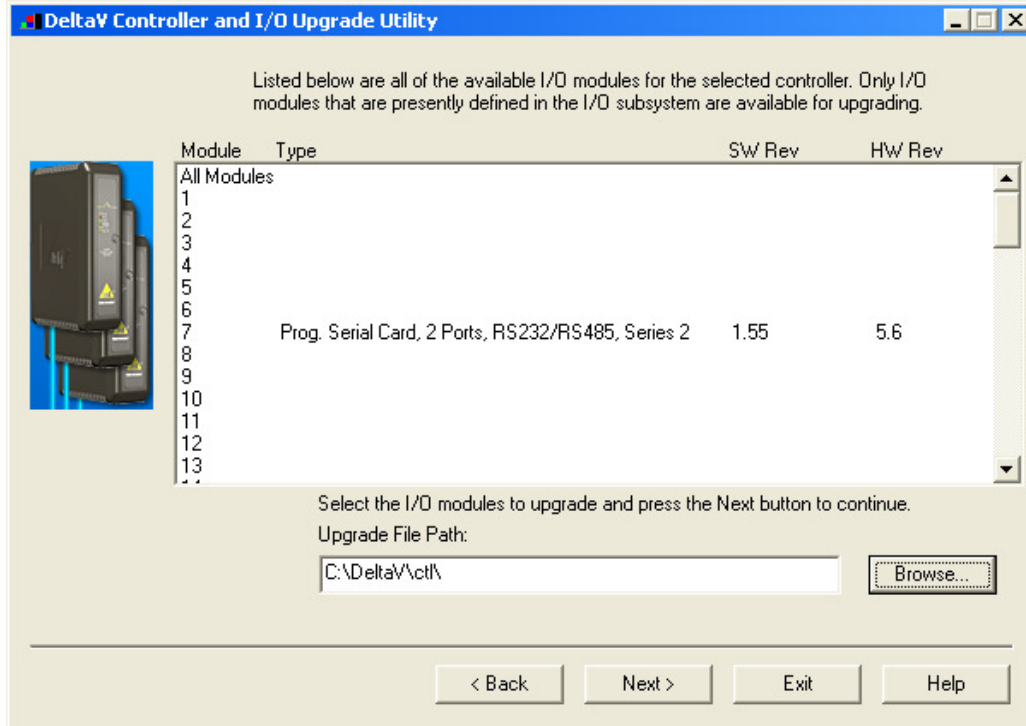 DeltaV Controller and I/O Upgrade Utility
Listed below are all of the available I/O modules for the selected controller. Only I/O
modules that are presently defined in the I/O subsystem are available for upgrading.
Module Type SW Rev HW Rev
All Modules
1
2
3
4
5
6
7 Prog. Serial Card, 2 Ports, RS232/RS485, Series 2 1.55 5.6
8
9
10
11
12
13
Select the I/O modules to upgrade and press the Next button to continue.
Upgrade File Path:
C:\DeltaV\ctl\
Browse...
< Back Next > Exit Help